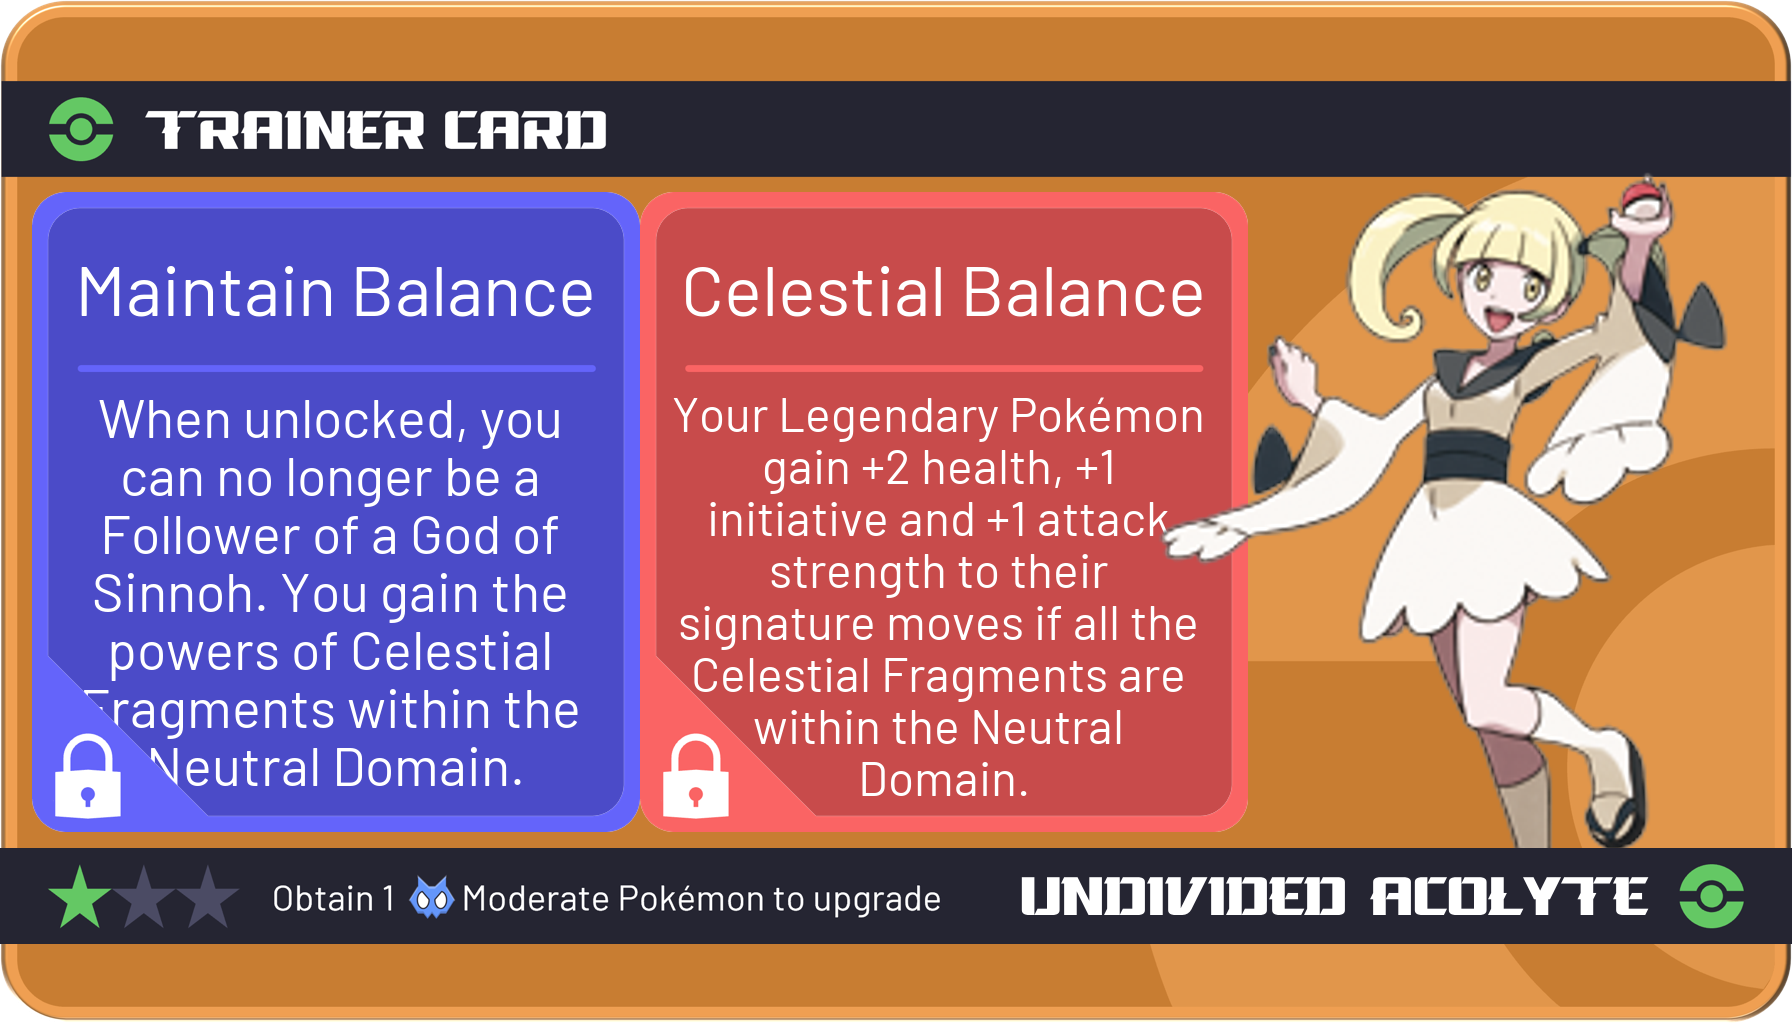 TRAINER CARD
Maintain Balance
When unlocked, you
can no longer be a
Follower of a God of
Sinnoh. You gain the
powers of Celestial
Fragments within the
Neutral Domain.
Celestial Balance
Your Legendary Pokémon
gain +2 health, +1
initiative and +1 attack
strength to their
signature moves if all the
Celestial Fragments are
within the Neutral
Domain.
Obtain 1 Moderate Pokémon to upgrade
UNDIVIDED ACOLYTE